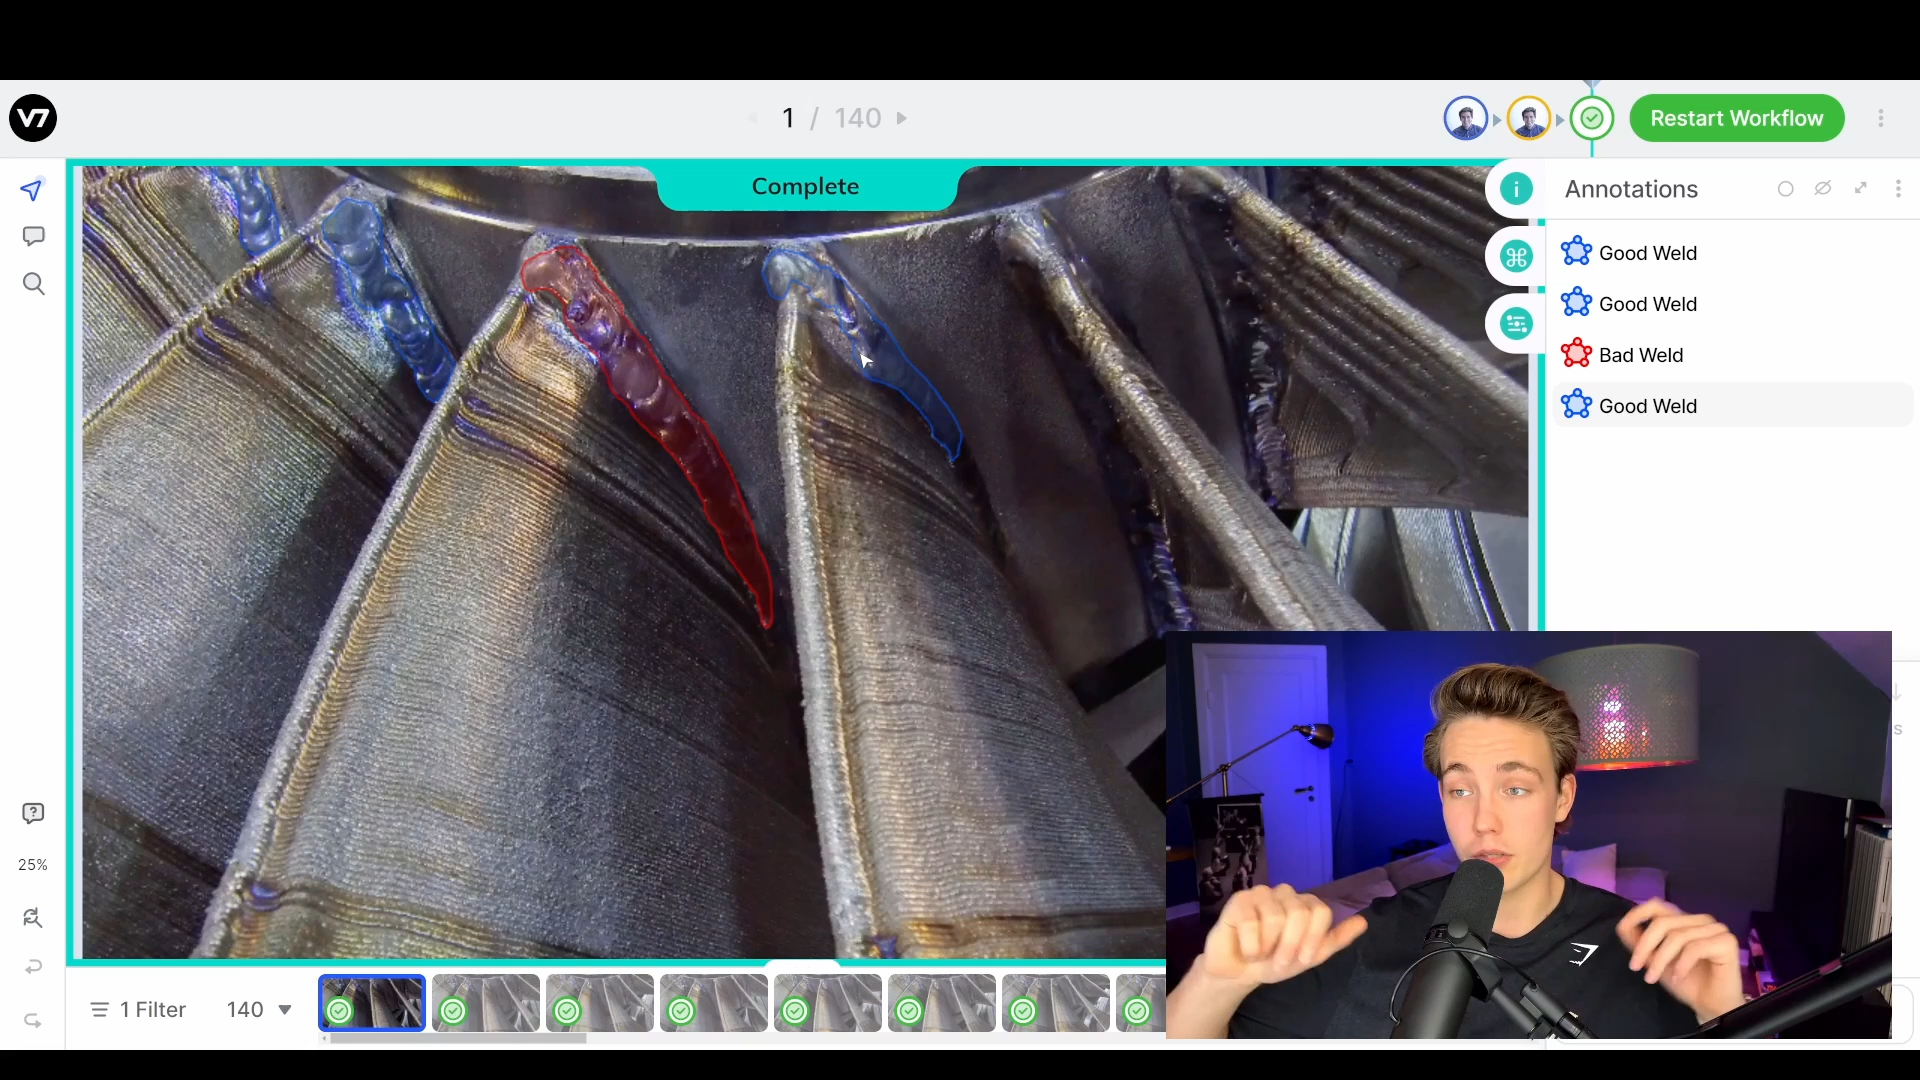 V7
1 / 140
Restart Workflow
Complete
Annotations
Good Weld
Good Weld
Bad Weld
Good Weld
25%
1 Filter
140
s